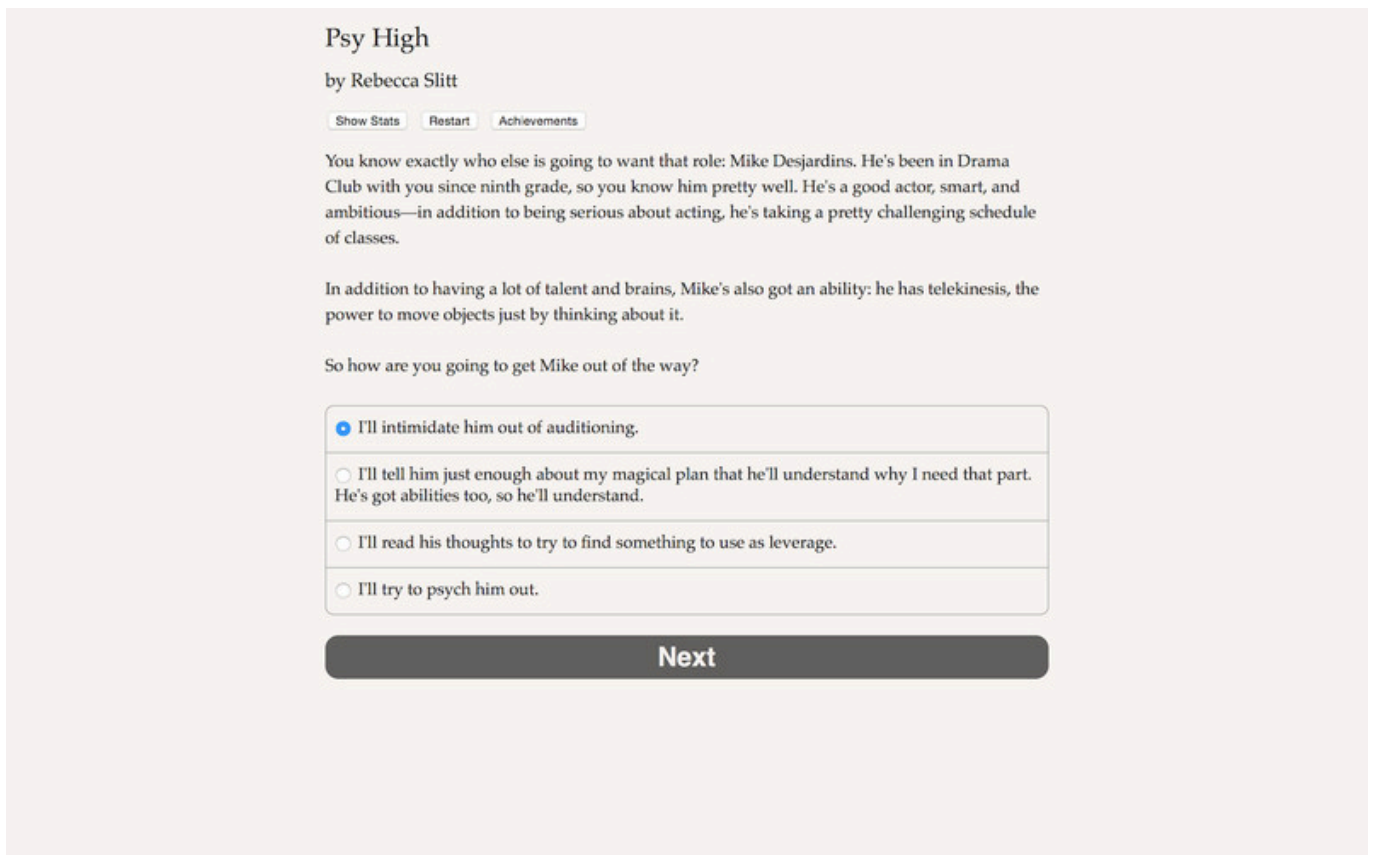 Psy High
by Rebecca Slitt
Show Stats Restart Achievements
You know exactly who else is going to want that role: Mike Desjardins. He's been in Drama
Club with you since ninth grade, so you know him pretty well. He's a good actor, smart, and
ambitious—in addition to being serious about acting, he's taking a pretty challenging schedule
of classes.
In addition to having a lot of talent and brains, Mike's also got an ability: he has telekinesis, the
power to move objects just by thinking about it.
So how are you going to get Mike out of the way?
I'll intimidate him out of auditioning.
I'll tell him just enough about my magical plan that he'll understand why I need that part.
He's got abilities too, so he'll understand.
I'll read his thoughts to try to find something to use as leverage.
I'll try to psych him out.
Next